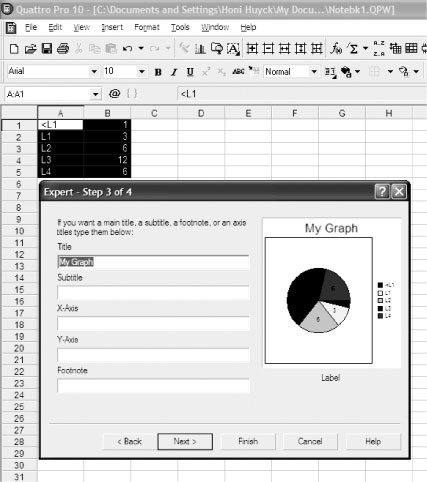 Quattro Pro 10 - [C:\Documents and Settings\Honi Huyck\My Docu...\Notebk1.QPW]
File Edit View Insert Format Tools Window Help
Arial 10 B I U ABC Normal
A:A1 @ { } <L1
A B C D E F G H
1 <L1 1
2 L1 3
3 L2 6
4 L3 12
5 L4 6
6
7
8
9
10
11
12
13
14
15
16
17
18
19
20
21
22
23
24
25
26
27
28
29
30
31
Expert - Step 3 of 4
If you want a main title, a subtitle, a footnote, or an axis
titles type them below:
Title
My Graph
Subtitle
X-Axis
Y-Axis
Footnote
My Graph
6
3
6
<L1
L1
L2
L3
L4
Label
< Back Next > Finish Cancel Help